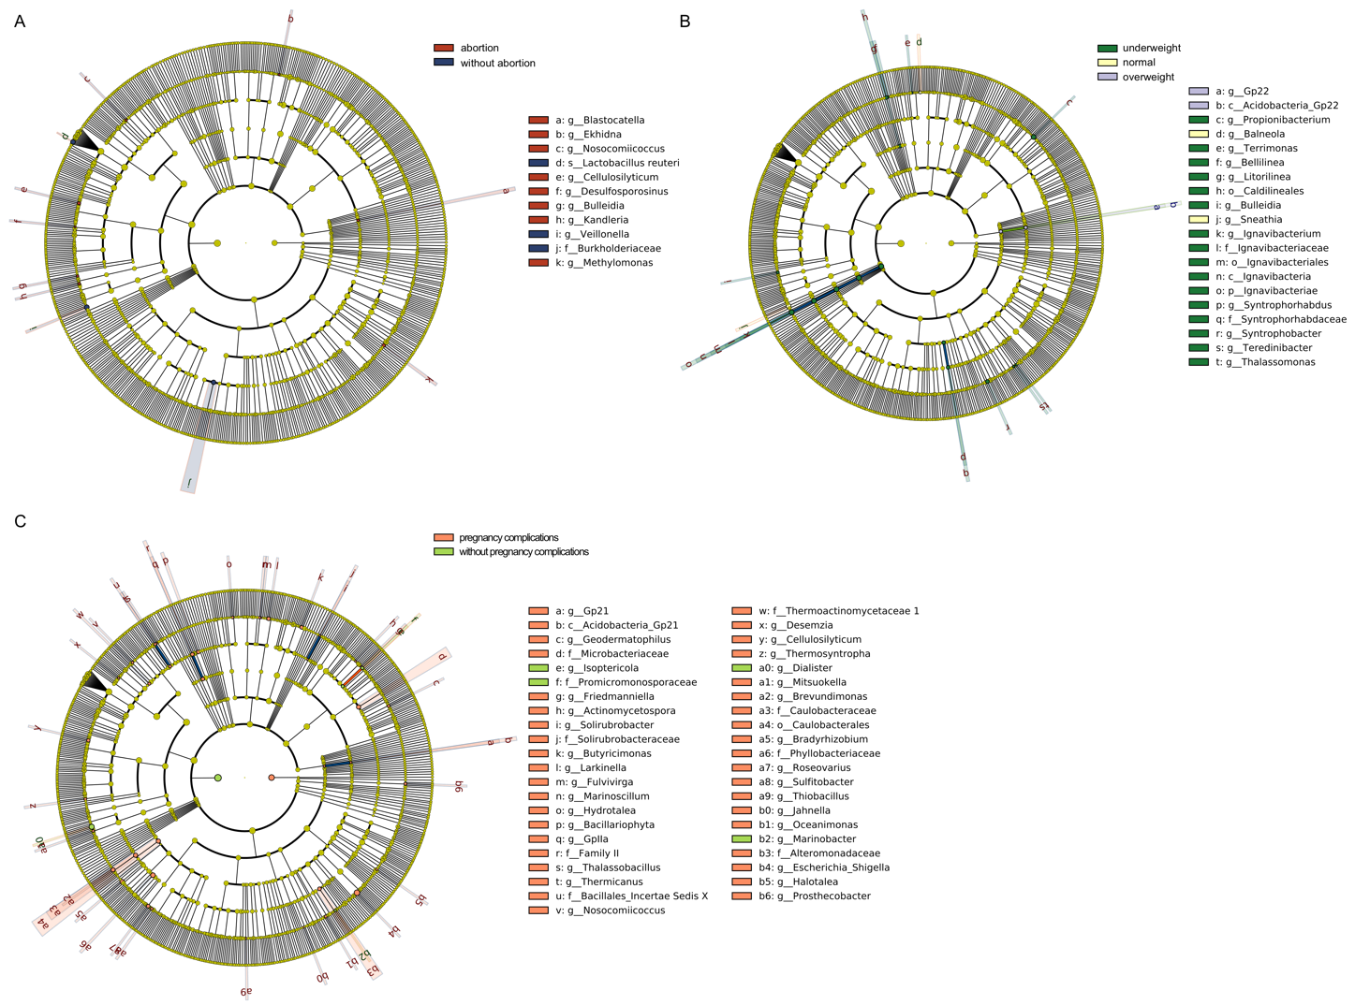 A
abortion
without abortion
a: g__Blastocatella
b: g__Ekhidna
c: g__Nosocomiicoccus
d: s__Lactobacillus reuteri
e: g__Cellulosilyticum
f: g__Desulfosporosinus
g: g__Bulleidia
h: g__Kandleria
i: g__Veillonella
j: f__Burkholderiaceae
k: g__Methylomonas
B
underweight
normal
overweight
a: g__Gp22
b: c__Acidobacteria_Gp22
c: g__Propionibacterium
d: g__Balneola
e: g__Terrimonas
f: g__Bellilinea
g: g__Litorilinea
h: o__Caldilineales
i: g__Bulleidia
j: g__Sneathia
k: g__Ignavibacterium
l: f__Ignavibacteriaceae
m: o__Ignavibacteriales
n: c__Ignavibacteria
o: p__Ignavibacteriae
p: g__Syntrophorhabdus
q: f__Syntrophorhabdaceae
r: g__Syntrophobacter
s: g__Teredinibacter
t: g__Thalassomonas
C
pregnancy complications
without pregnancy complications
a: g__Gp21
b: c__Acidobacteria_Gp21
c: g__Geodermatophilus
d: f__Microbacteriaceae
e: g__Isoptericola
f: f__Promicromonosporaceae
g: g__Friedmanniella
h: g__Actinomycetospora
i: g__Solirubrobacter
j: f__Solirubrobacteraceae
k: g__Butyricimonas
l: g__Larkinella
m: g__Fulvivirga
n: g__Marinoscillum
o: g__Hydrotalea
p: g__Bacillariophyta
q: g__GpIIa
r: f__Family II
s: g__Thalassobacillus
t: g__Thermicanus
u: f__Bacillales_Incertae Sedis X
v: g__Nosocomiicoccus
w: f__Thermoactinomycetaceae 1
x: g__Desemzia
y: g__Cellulosilyticum
z: g__Thermosyntropha
a0: g__Dialister
a1: g__Mitsuokella
a2: g__Brevundimonas
a3: f__Caulobacteraceae
a4: o__Caulobacterales
a5: g__Bradyrhizobium
a6: f__Phyllobacteriaceae
a7: g__Roseovarius
a8: g__Sulfitobacter
a9: g__Thiobacillus
b0: g__Jahnella
b1: g__Oceanimonas
b2: g__Marinobacter
b3: f__Alteromonadaceae
b4: g__Escherichia_Shigella
b5: g__Halotalea
b6: g__Prosthecobacter